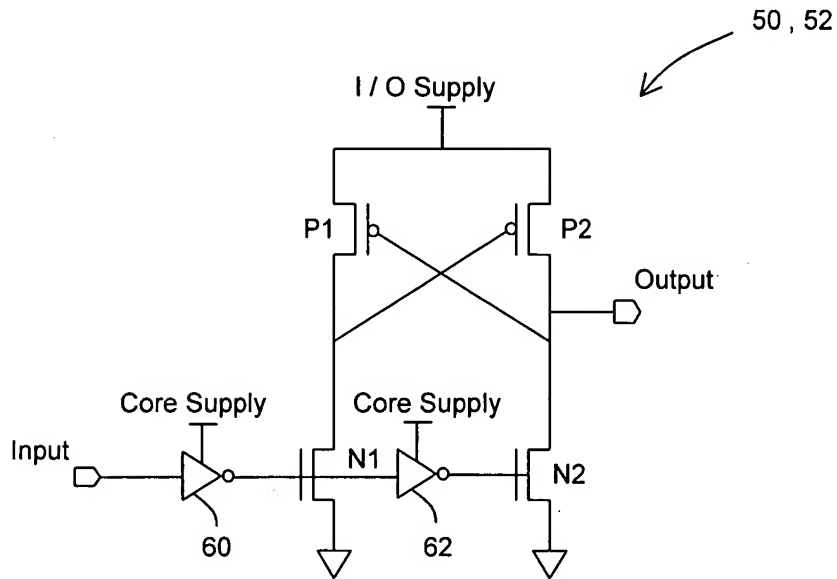 50 , 52
I / O Supply
P1
P2
Output
Core Supply
Core Supply
Input
N1
N2
60
62